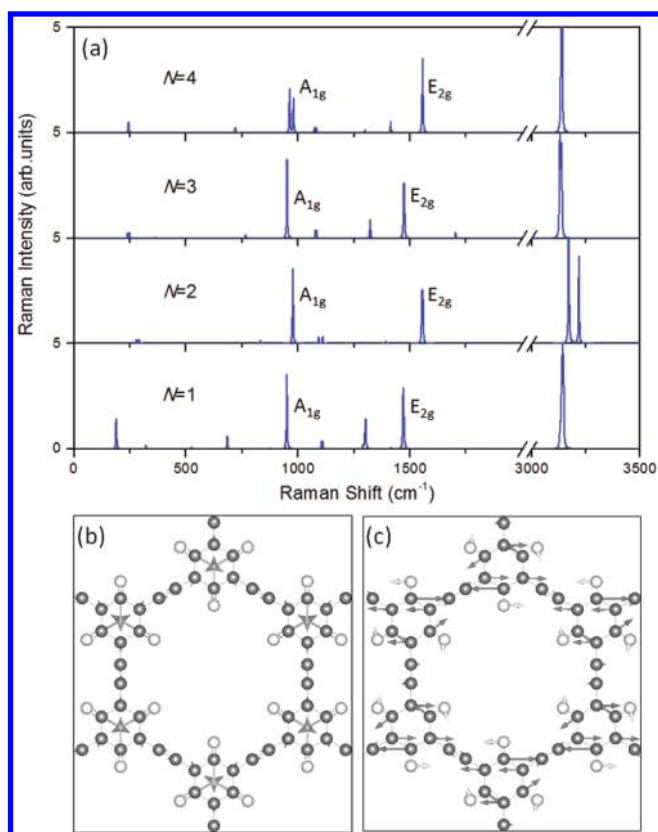 (a)
5
N=4
A1g
E2g
5
N=3
A1g
E2g
5
N=2
A1g
E2g
5
N=1
A1g
E2g
0
Raman Intensity (arb.units)
0 500 1000 1500 3000 3500
Raman Shift (cm-1)
(b)
(c)